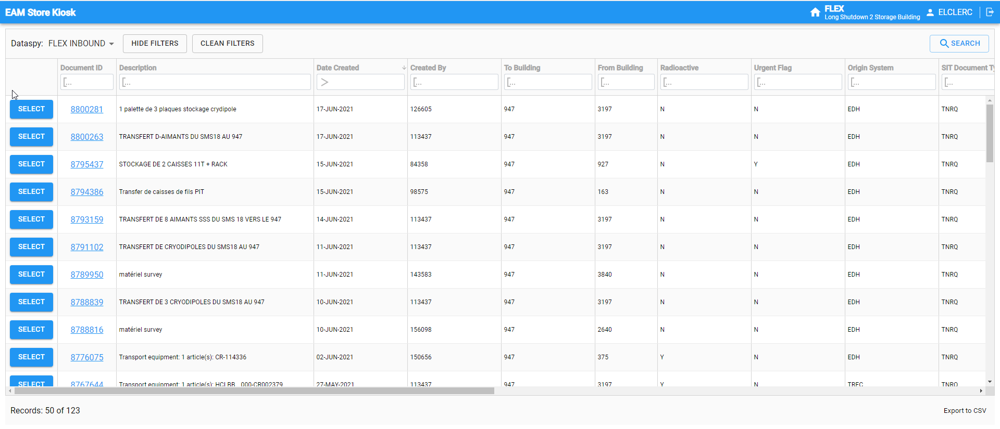 EAM Store Kiosk
FLEX
Long Shutdown 2 Storage Building
ELCLERC
Dataspy: FLEX INBOUND HIDE FILTERS CLEAN FILTERS SEARCH
Document ID Description Date Created Created By To Building From Building Radioactive Urgent Flag Origin System SIT Document Ty
[... [... > [... [... [... [... [... [... [...
SELECT 8800281 1 palette de 3 plaques stockage crydipole 17-JUN-2021 126605 947 3197 N N EDH TNRQ
SELECT 8800263 TRANSFERT D-AIMANTS DU SMS18 AU 947 17-JUN-2021 113437 947 3197 N N EDH TNRQ
SELECT 8795437 STOCKAGE DE 2 CAISSES 11T + RACK 15-JUN-2021 84358 947 927 N Y EDH TNRQ
SELECT 8794386 Transfer de caisses de fils PIT 15-JUN-2021 98575 947 163 N N EDH TNRQ
SELECT 8793159 TRANSFERT DE 8 AIMANTS SSS DU SMS 18 VERS LE 947 14-JUN-2021 113437 947 3197 N N EDH TNRQ
SELECT 8791102 TRANSFERT DE CRYODIPOLES DU SMS18 AU 947 11-JUN-2021 113437 947 3197 N N EDH TNRQ
SELECT 8789950 matériel survey 11-JUN-2021 143583 947 3840 N N EDH TNRQ
SELECT 8788839 TRANSFERT DE 3 CRYODIPOLES DU SMS18 AU 947 10-JUN-2021 113437 947 3197 N N EDH TNRQ
SELECT 8788816 matériel survey 10-JUN-2021 156098 947 2640 N N EDH TNRQ
SELECT 8776075 Transport equipment: 1 article(s): CR-114336 02-JUN-2021 150656 947 375 Y N EDH TNRQ
SELECT 8767644 Transport equipment: 1 article(s): HCLBB__000-CR002379 27-MAY-2021 113437 947 3197 Y N TREC TNRQ
Records: 50 of 123
Export to CSV